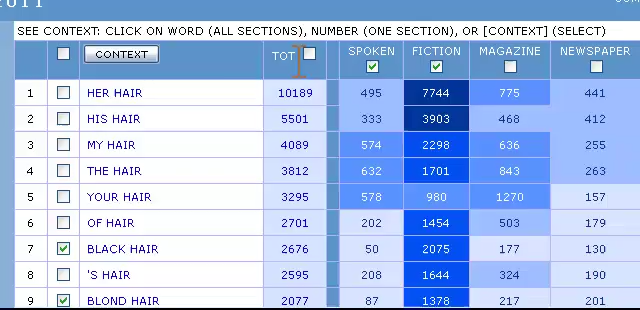 2011
SEE CONTEXT: CLICK ON WORD (ALL SECTIONS), NUMBER (ONE SECTION), OR [CONTEXT] (SELECT)
CONTEXT TOT SPOKEN FICTION MAGAZINE NEWSPAPER
1 HER HAIR 10189 495 7744 775 441
2 HIS HAIR 5501 333 3903 468 412
3 MY HAIR 4089 574 2298 636 255
4 THE HAIR 3812 632 1701 843 263
5 YOUR HAIR 3295 578 980 1270 157
6 OF HAIR 2701 202 1454 503 179
7 BLACK HAIR 2676 50 2075 177 130
8 'S HAIR 2595 208 1644 324 190
9 BLOND HAIR 2077 87 1378 217 201